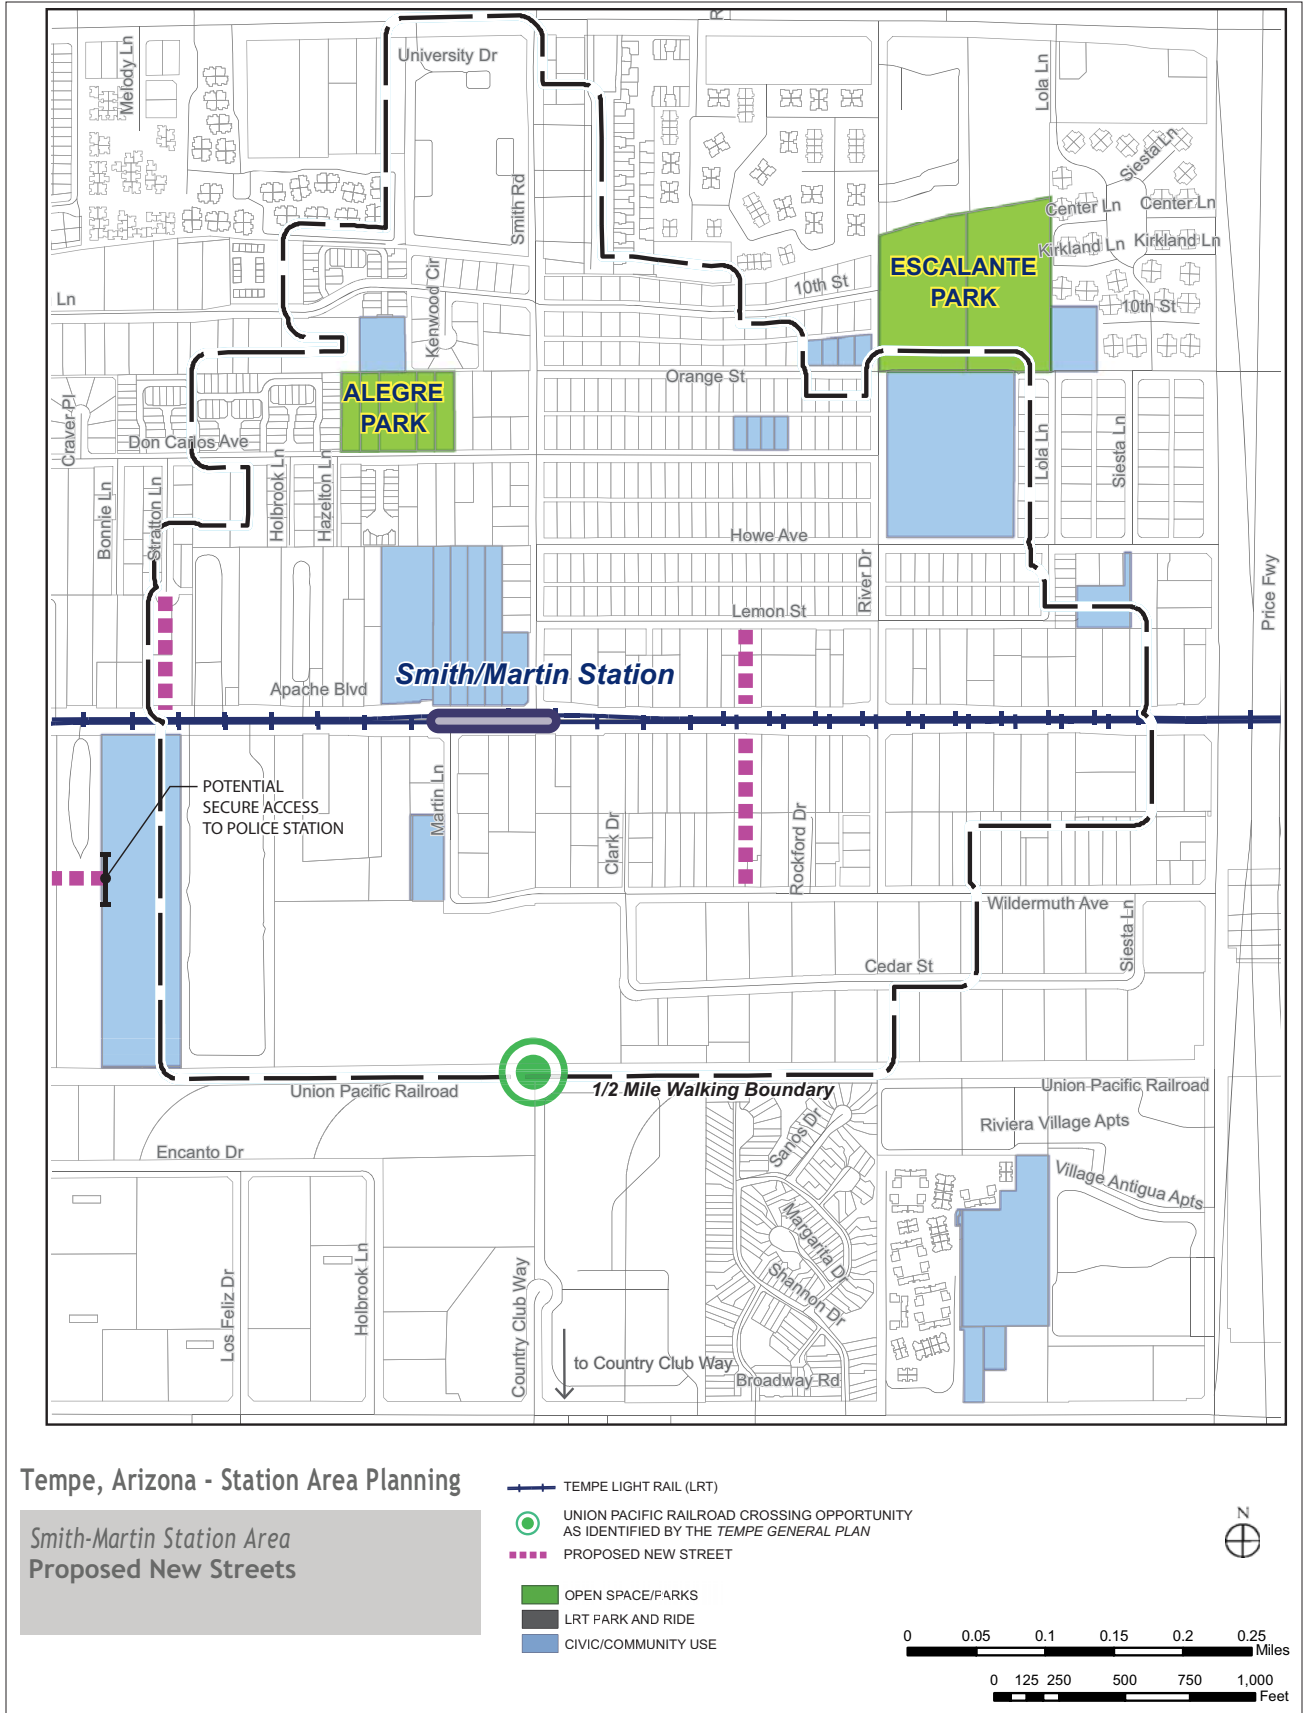 R
University Dr
Melody Ln
Lola Ln
Smith Rd
Siesta Ln
Center Ln
Center Ln
Kirkland Ln
Kirkland Ln
ESCALANTE
PARK
10th St
10th St
Ln
Kenwood Cir
Orange St
ALEGRE
PARK
Craver Pl
Don Carlos Ave
Holbrook Ln
Hazelton Ln
Bonnie Ln
Stratton Ln
Lola Ln
Siesta Ln
Howe Ave
River Dr
Price Fwy
Lemon St
Smith/Martin Station
Apache Blvd
POTENTIAL
SECURE ACCESS
TO POLICE STATION
Martin Ln
Clark Dr
Rockford Dr
Wildermuth Ave
Siesta Ln
Cedar St
Union Pacific Railroad
1/2 Mile Walking Boundary
Union Pacific Railroad
Riviera Village Apts
Encanto Dr
Sanos Dr
Village Antigua Apts
Margarita Dr
Shannon Dr
Los Feliz Dr
Holbrook Ln
Country Club Way
to Country Club Way
Broadway Rd
Tempe, Arizona - Station Area Planning
Smith-Martin Station Area
Proposed New Streets
TEMPE LIGHT RAIL (LRT)
UNION PACIFIC RAILROAD CROSSING OPPORTUNITY
AS IDENTIFIED BY THE TEMPE GENERAL PLAN
PROPOSED NEW STREET
OPEN SPACE/PARKS
LRT PARK AND RIDE
CIVIC/COMMUNITY USE
N
0 0.05 0.1 0.15 0.2 0.25
Miles
0 125 250 500 750 1,000
Feet